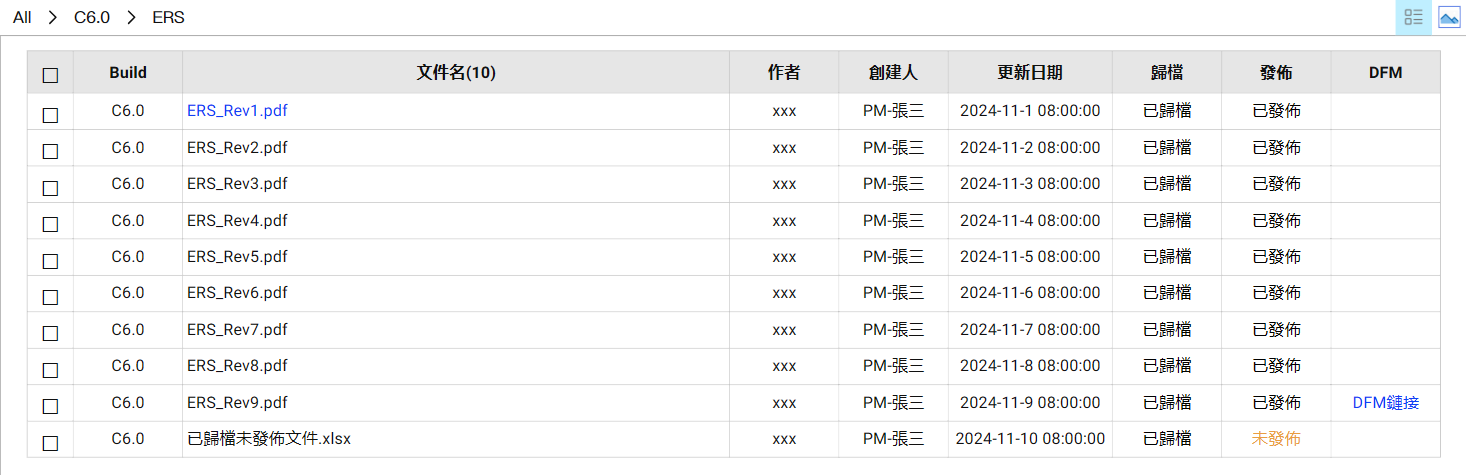 All > C6.0 > ERS
Build 文件名(10) 作者 創建人 更新日期 歸檔 發佈 DFM
C6.0 ERS_Rev1.pdf xxx PM-張三 2024-11-1 08:00:00 已歸檔 已發佈
C6.0 ERS_Rev2.pdf xxx PM-張三 2024-11-2 08:00:00 已歸檔 已發佈
C6.0 ERS_Rev3.pdf xxx PM-張三 2024-11-3 08:00:00 已歸檔 已發佈
C6.0 ERS_Rev4.pdf xxx PM-張三 2024-11-4 08:00:00 已歸檔 已發佈
C6.0 ERS_Rev5.pdf xxx PM-張三 2024-11-5 08:00:00 已歸檔 已發佈
C6.0 ERS_Rev6.pdf xxx PM-張三 2024-11-6 08:00:00 已歸檔 已發佈
C6.0 ERS_Rev7.pdf xxx PM-張三 2024-11-7 08:00:00 已歸檔 已發佈
C6.0 ERS_Rev8.pdf xxx PM-張三 2024-11-8 08:00:00 已歸檔 已發佈
C6.0 ERS_Rev9.pdf xxx PM-張三 2024-11-9 08:00:00 已歸檔 已發佈 DFM鏈接
C6.0 已歸檔未發佈文件.xlsx xxx PM-張三 2024-11-10 08:00:00 已歸檔 未發佈